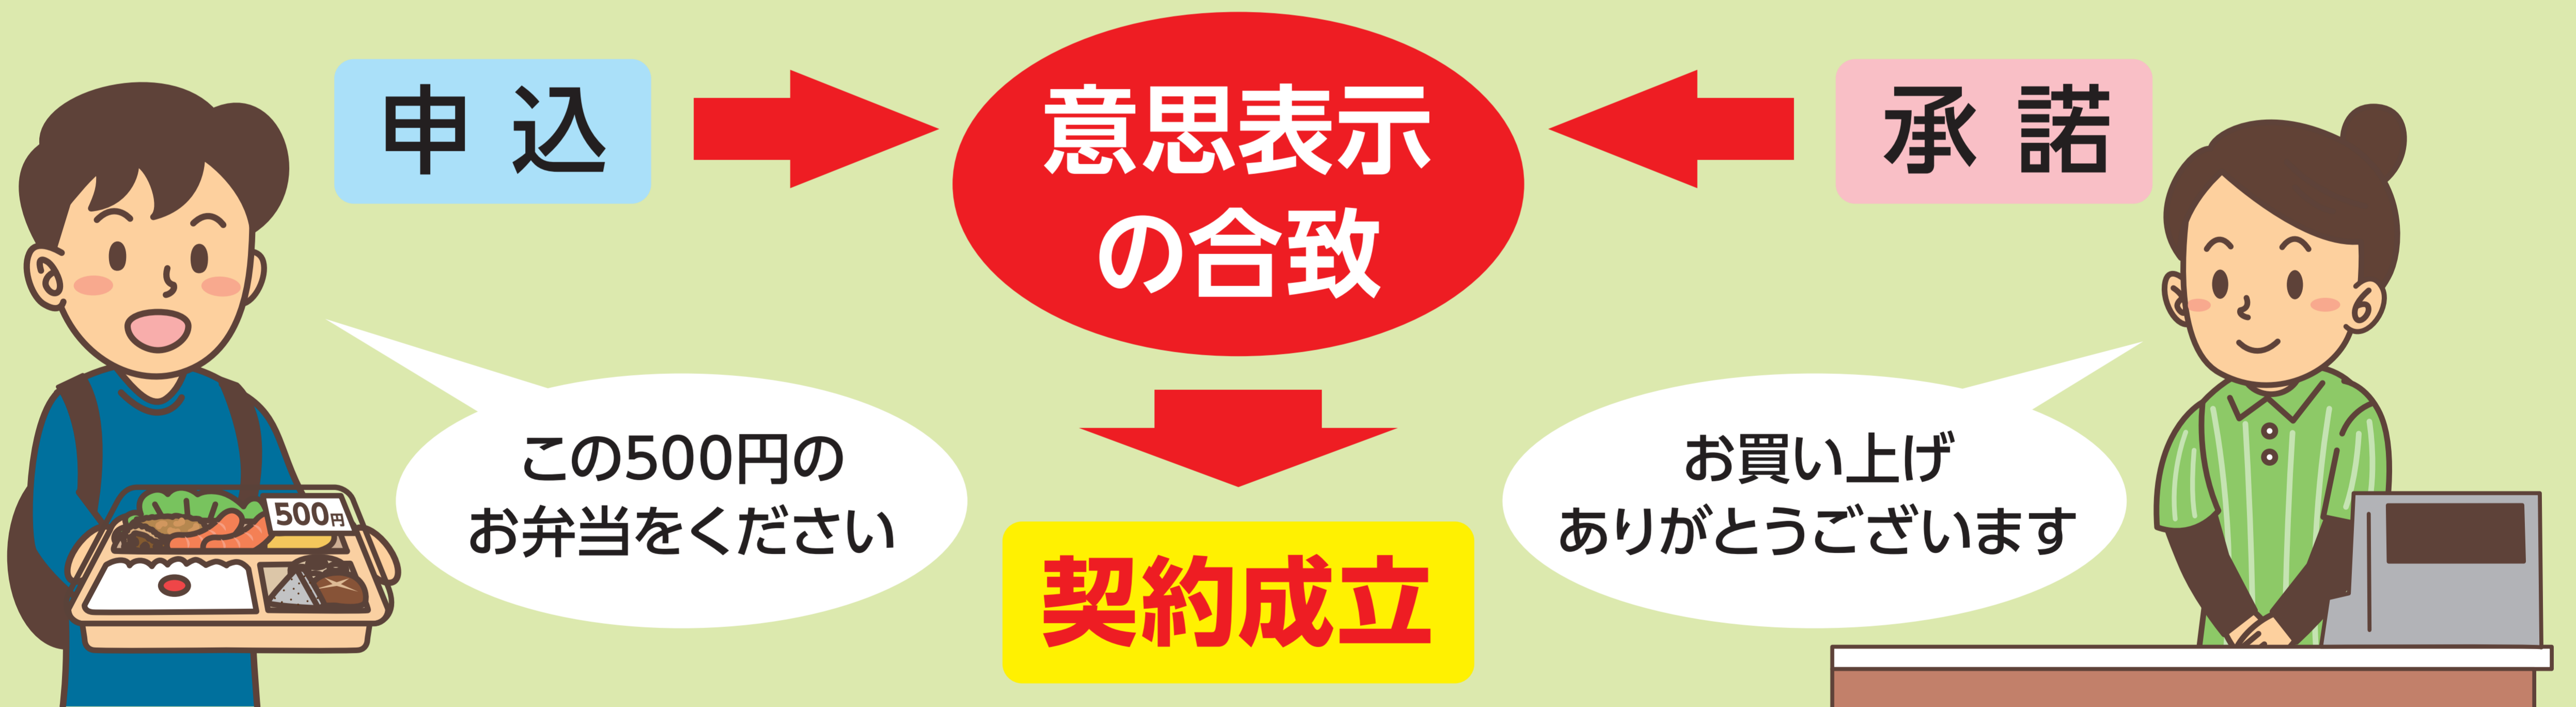 申込
意思表示
の合致
承諾
この500円の
お弁当をください
500円
お買い上げ
ありがとうございます
契約成立